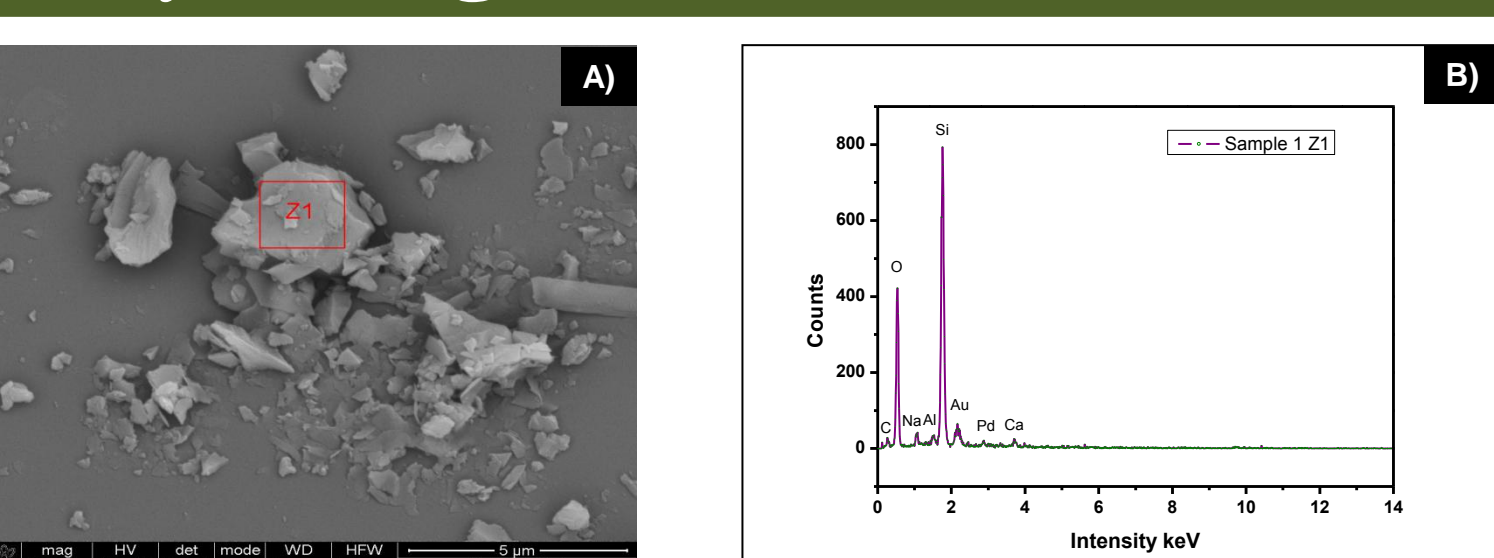 A)
Z1
mag HV det mode WD HFW 5 µm
B)
Sample 1 Z1
Si
O
Au
C Na Al Pd Ca
800
600
400
200
0
Counts
0 2 4 6 8 10 12 14
Intensity keV